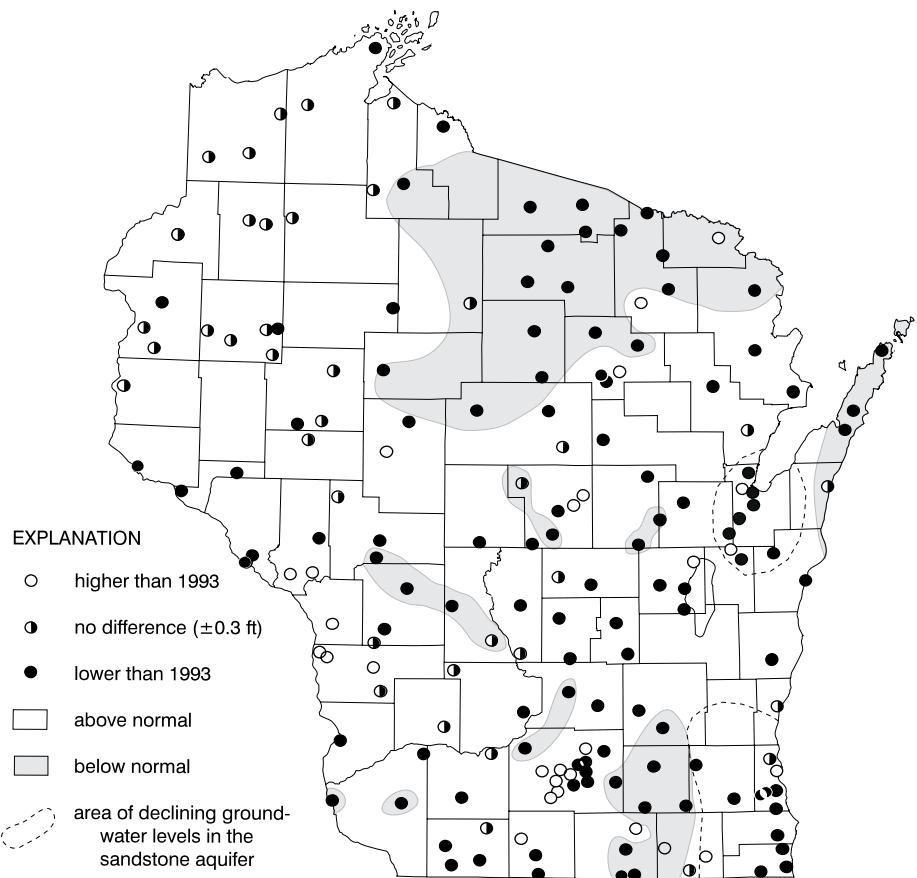 EXPLANATION
higher than 1993
no difference (±0.3 ft)
lower than 1993
above normal
below normal
area of declining ground-
water levels in the
sandstone aquifer